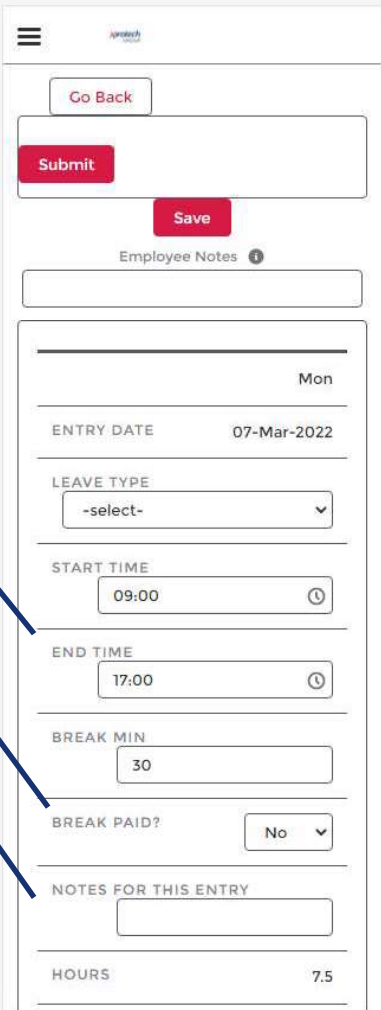 Go Back
Submit
Save
Employee Notes
Mon
ENTRY DATE 07-Mar-2022
LEAVE TYPE
-select-
START TIME
09:00
END TIME
17:00
BREAK MIN
30
BREAK PAID? No
NOTES FOR THIS ENTRY
HOURS 7.5